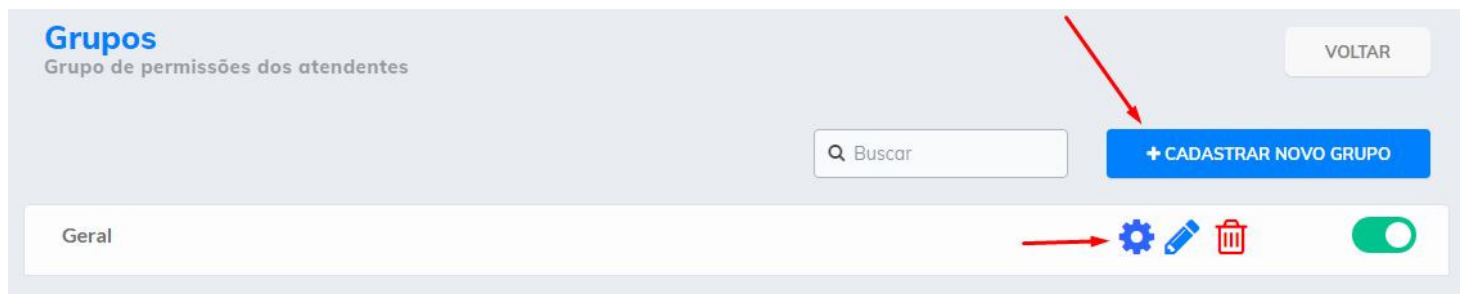 Grupos
Grupo de permissões dos atendentes
VOLTAR
Buscar
+ CADASTRAR NOVO GRUPO
Geral